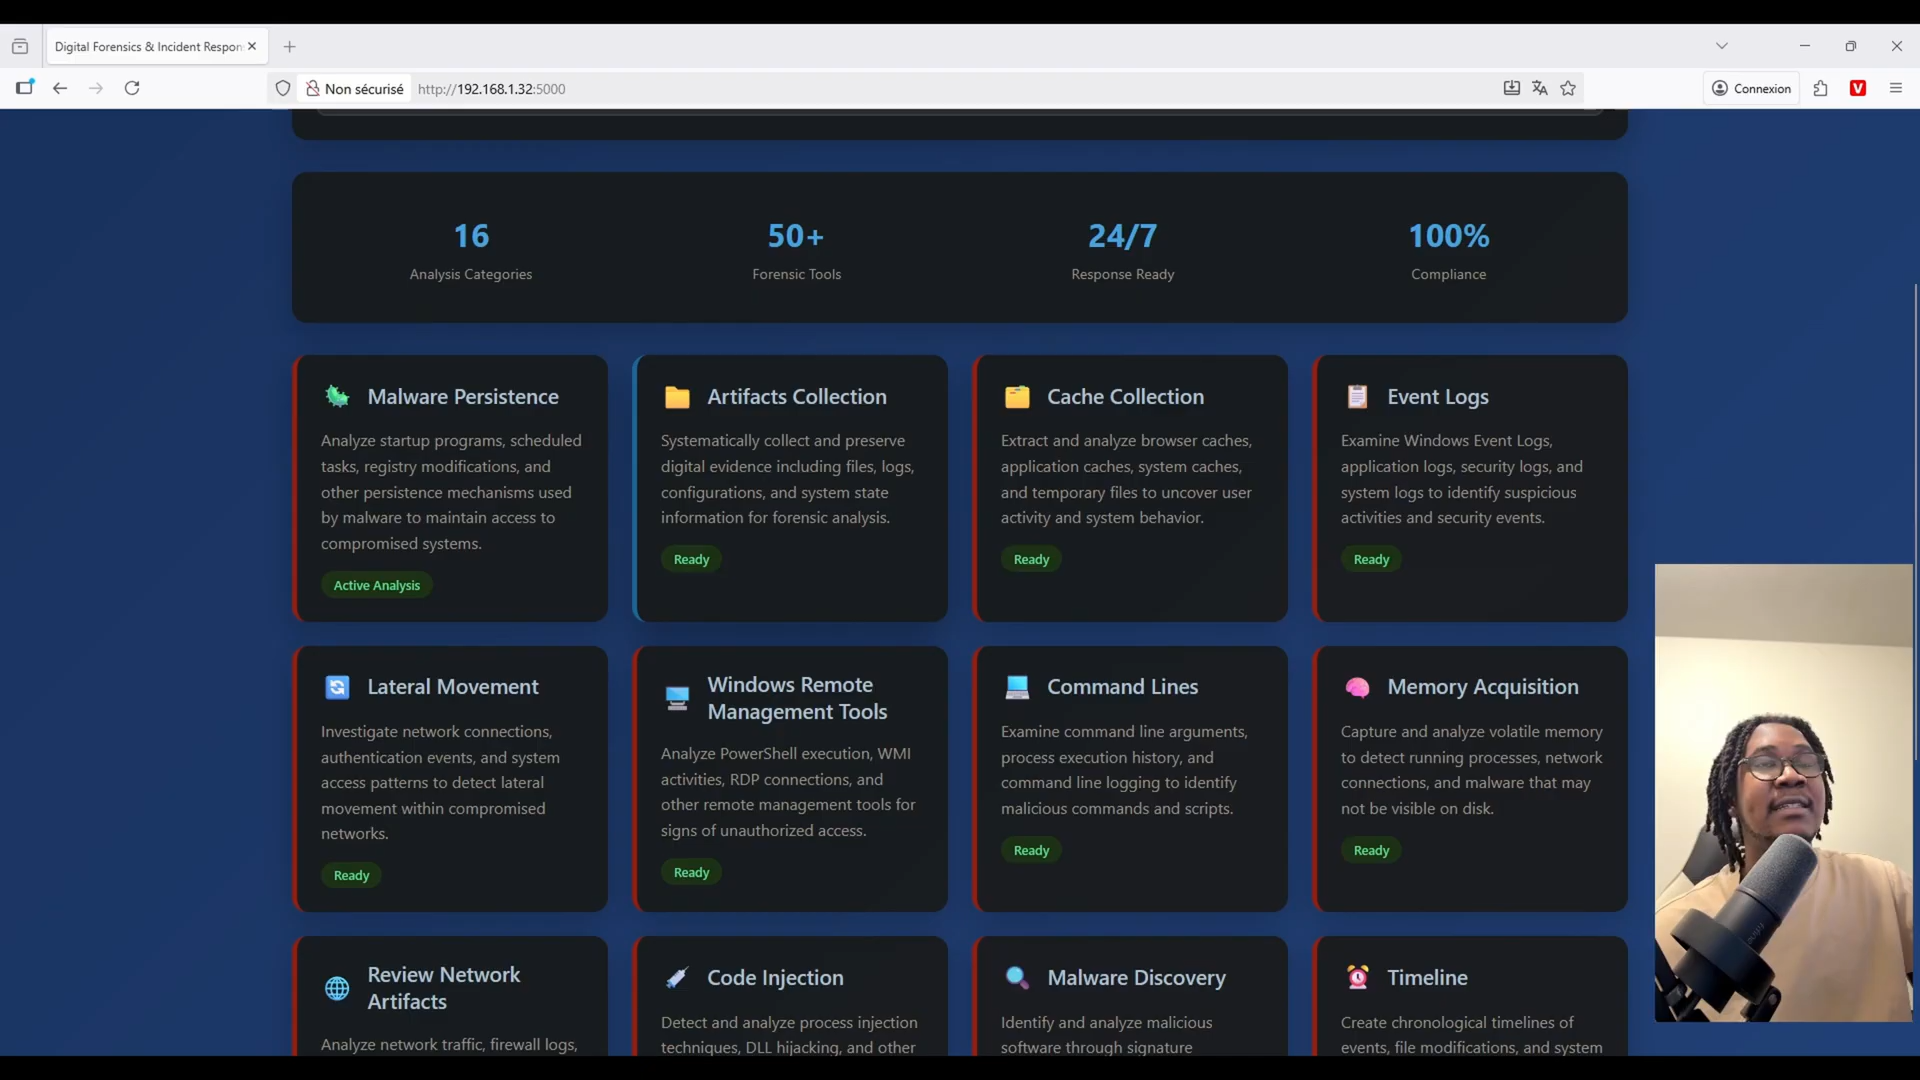 Digital Forensics & Incident Respon
Non sécurisé
http://192.168.1.32:5000
Connexion
V
16
Analysis Categories
50+
Forensic Tools
24/7
Response Ready
100%
Compliance
Malware Persistence
Analyze startup programs, scheduled
tasks, registry modifications, and
other persistence mechanisms used
by malware to maintain access to
compromised systems.
Active Analysis
Artifacts Collection
Systematically collect and preserve
digital evidence including files, logs,
configurations, and system state
information for forensic analysis.
Ready
Cache Collection
Extract and analyze browser caches,
application caches, system caches,
and temporary files to uncover user
activity and system behavior.
Ready
Event Logs
Examine Windows Event Logs,
application logs, security logs, and
system logs to identify suspicious
activities and security events.
Ready
Lateral Movement
Investigate network connections,
authentication events, and system
access patterns to detect lateral
movement within compromised
networks.
Ready
Windows Remote
Management Tools
Analyze PowerShell execution, WMI
activities, RDP connections, and
other remote management tools for
signs of unauthorized access.
Ready
Command Lines
Examine command line arguments,
process execution history, and
command line logging to identify
malicious commands and scripts.
Ready
Memory Acquisition
Capture and analyze volatile memory
to detect running processes, network
connections, and malware that may
not be visible on disk.
Ready
Review Network
Artifacts
Analyze network traffic, firewall logs,
Code Injection
Detect and analyze process injection
techniques, DLL hijacking, and other
Malware Discovery
Identify and analyze malicious
software through signature
Timeline
Create chronological timelines of
events, file modifications, and system